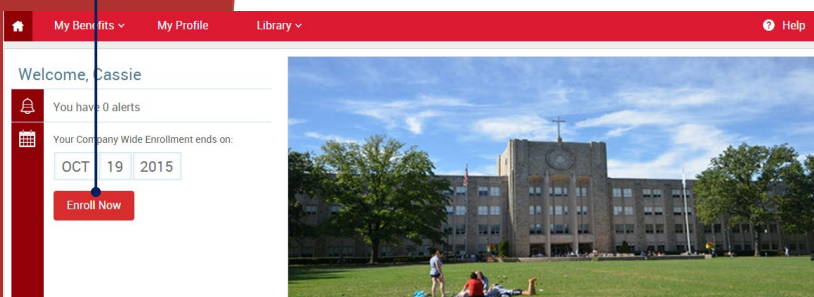 My Benefits My Profile Library Help
Welcome, Cassie
You have 0 alerts
Your Company Wide Enrollment ends on:
OCT 19 2015
Enroll Now